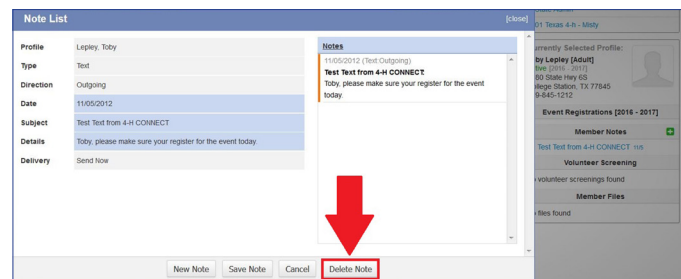 Note List
[close]
Profile
Lepley, Toby
Type
Text
Direction
Outgoing
Date
11/05/2012
Subject
Test Text from 4-H CONNECT
Details
Toby, please make sure your register for the event today.
Delivery
Send Now
Notes
11/05/2012 (Text Outgoing)
Test Text from 4-H CONNECT:
Toby, please make sure your register for the event
today.
New Note
Save Note
Cancel
Delete Note
01 Texas 4-h - Misty
urrently Selected Profile:
by Lepley [Adult]
tive [2016 - 2017]
80 State Hwy 6S
llege Station, TX 77845
9-845-1212
Event Registrations [2016 - 2017]
Member Notes
Test Text from 4-H CONNECT 11/5
Volunteer Screening
volunteer screenings found
Member Files
files found